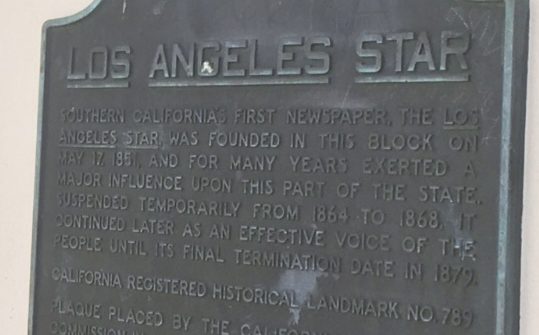 LOS ANGELES STAR
SOUTHERN CALIFORNIA'S FIRST NEWSPAPER, THE LOS
ANGELES STAR, WAS FOUNDED IN THIS BLOCK ON
MAY 17, 1851, AND FOR MANY YEARS EXERTED A
MAJOR INFLUENCE UPON THIS PART OF THE STATE.
SUSPENDED TEMPORARILY FROM 1864 TO 1868, IT
CONTINUED LATER AS AN EFFECTIVE VOICE OF THE
PEOPLE UNTIL ITS FINAL TERMINATION DATE IN 1879.
CALIFORNIA REGISTERED HISTORICAL LANDMARK NO. 789
PLAQUE PLACED BY THE